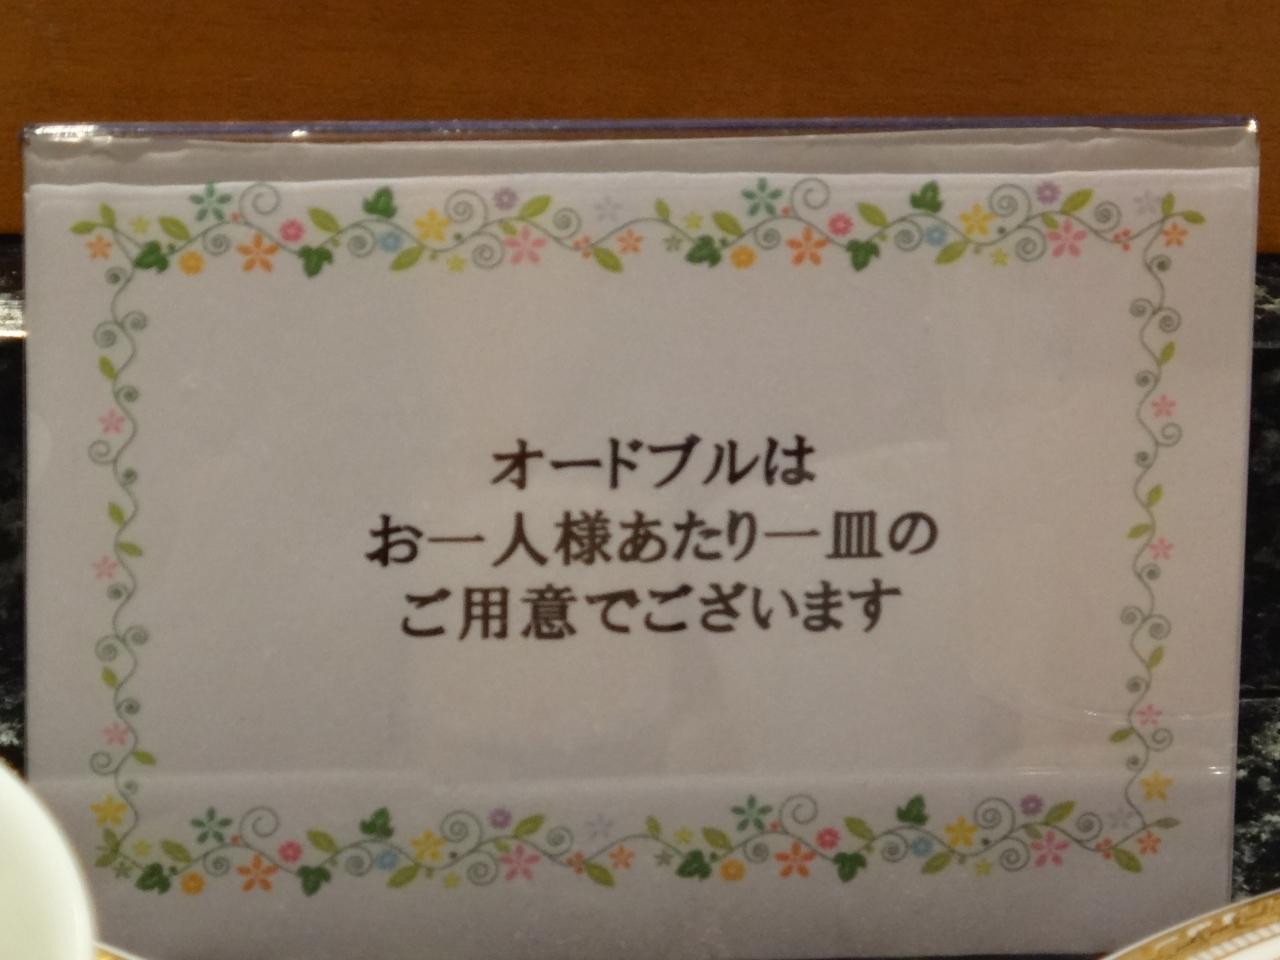 オードブルは
お一人様あたり一皿の
ご用意でございます